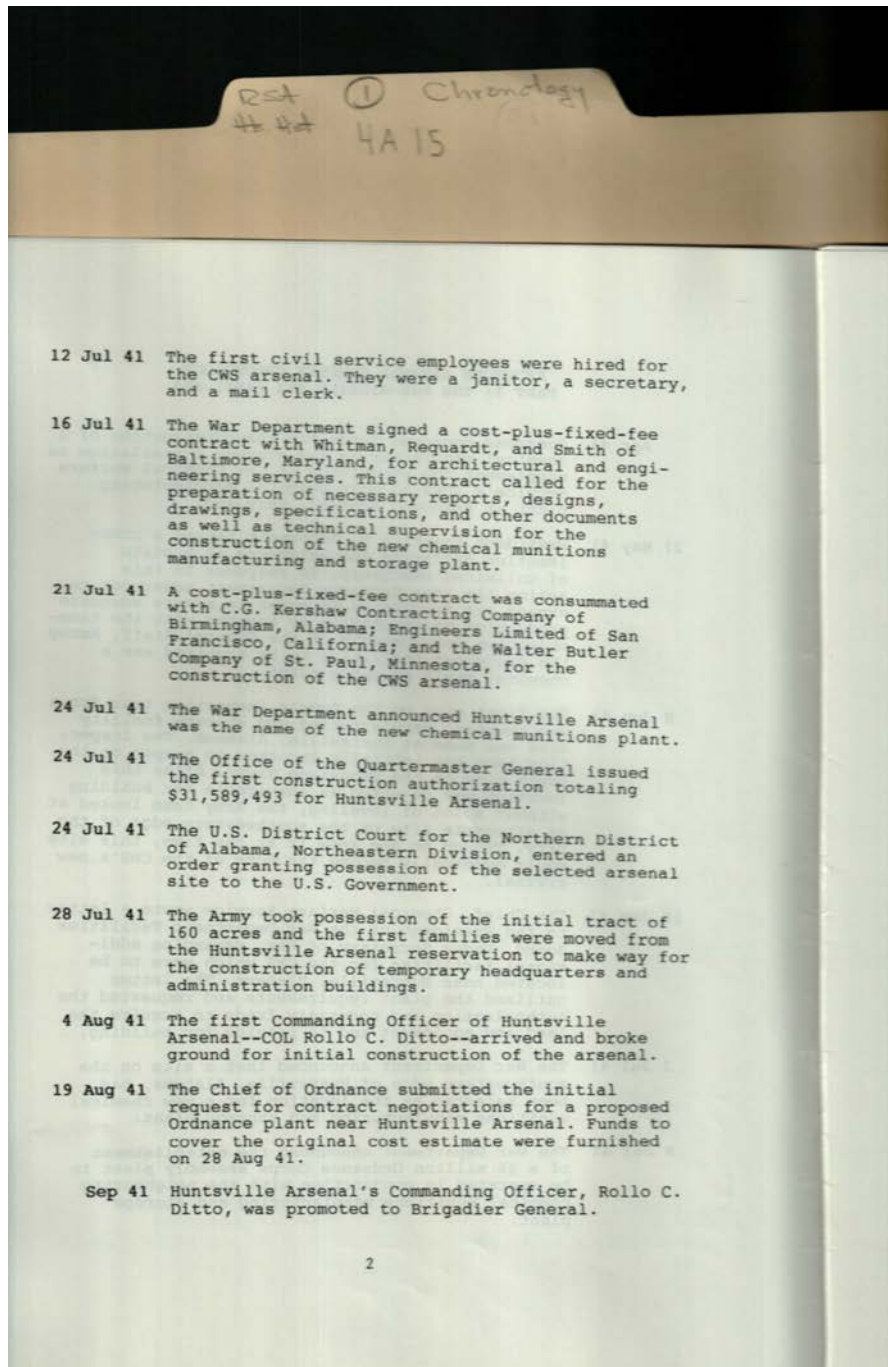 RSA ① Chronology
4A 15
12 Jul 41 The first civil service employees were hired for
the CWS arsenal. They were a janitor, a secretary,
and a mail clerk.
16 Jul 41 The War Department signed a cost-plus-fixed-fee
contract with Whitman, Requardt, and Smith of
Baltimore, Maryland, for architectural and engi-
neering services. This contract called for the
preparation of necessary reports, designs,
drawings, specifications, and other documents
as well as technical supervision for the
construction of the new chemical munitions
manufacturing and storage plant.
21 Jul 41 A cost-plus-fixed-fee contract was consummated
with C.G. Kershaw Contracting Company of
Birmingham, Alabama; Engineers Limited of San
Francisco, California; and the Walter Butler
Company of St. Paul, Minnesota, for the
construction of the CWS arsenal.
24 Jul 41 The War Department announced Huntsville Arsenal
was the name of the new chemical munitions plant.
24 Jul 41 The Office of the Quartermaster General issued
the first construction authorization totaling
$31,589,493 for Huntsville Arsenal.
24 Jul 41 The U.S. District Court for the Northern District
of Alabama, Northeastern Division, entered an
order granting possession of the selected arsenal
site to the U.S. Government.
28 Jul 41 The Army took possession of the initial tract of
160 acres and the first families were moved from
the Huntsville Arsenal reservation to make way for
the construction of temporary headquarters and
administration buildings.
4 Aug 41 The first Commanding Officer of Huntsville
Arsenal--COL Rollo C. Ditto--arrived and broke
ground for initial construction of the arsenal.
19 Aug 41 The Chief of Ordnance submitted the initial
request for contract negotiations for a proposed
Ordnance plant near Huntsville Arsenal. Funds to
cover the original cost estimate were furnished
on 28 Aug 41.
Sep 41 Huntsville Arsenal's Commanding Officer, Rollo C.
Ditto, was promoted to Brigadier General.
2